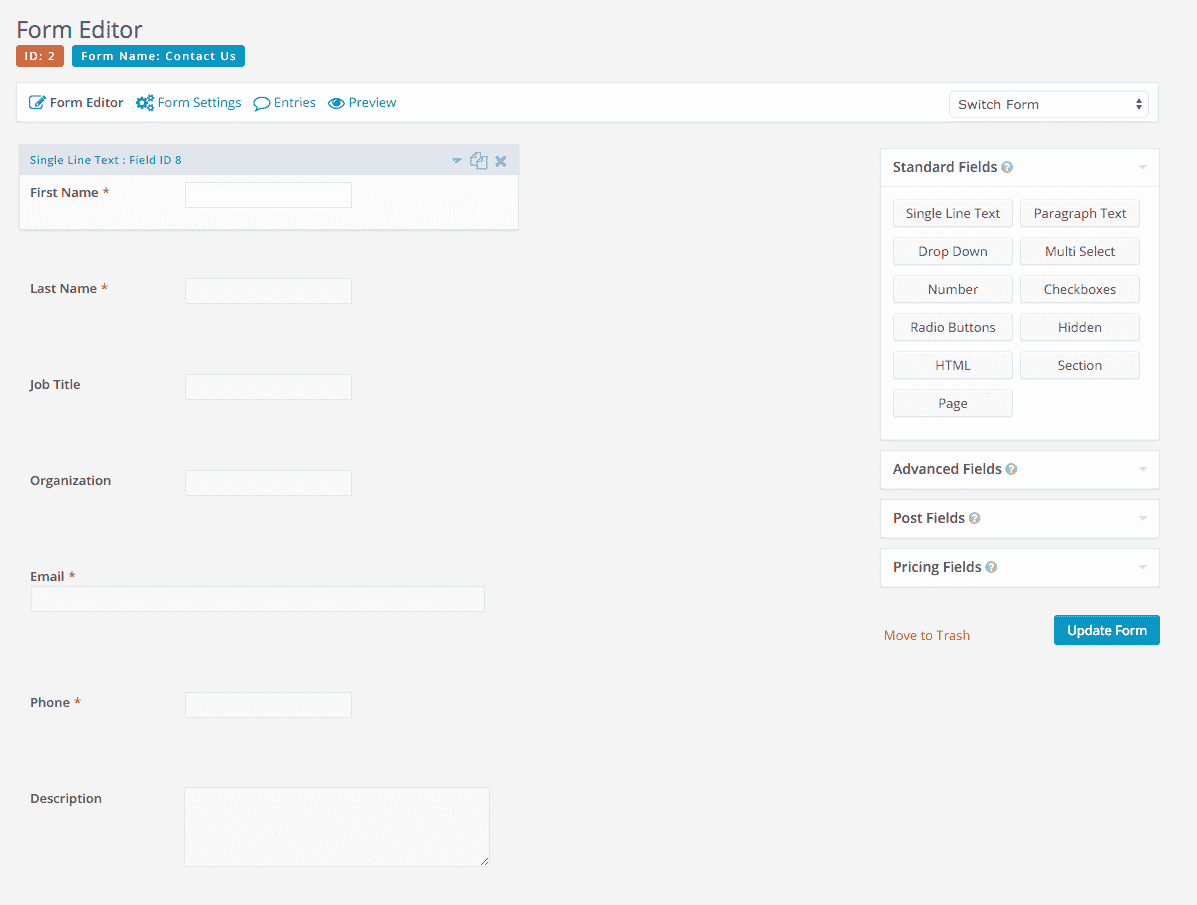 Form Editor
ID: 2 Form Name: Contact Us
Form Editor Form Settings Entries Preview Switch Form
Single Line Text : Field ID 8
First Name *
Last Name *
Job Title
Organization
Email *
Phone *
Description
Standard Fields ?
Single Line Text Paragraph Text
Drop Down Multi Select
Number Checkboxes
Radio Buttons Hidden
HTML Section
Page
Advanced Fields ?
Post Fields ?
Pricing Fields ?
Move to Trash Update Form